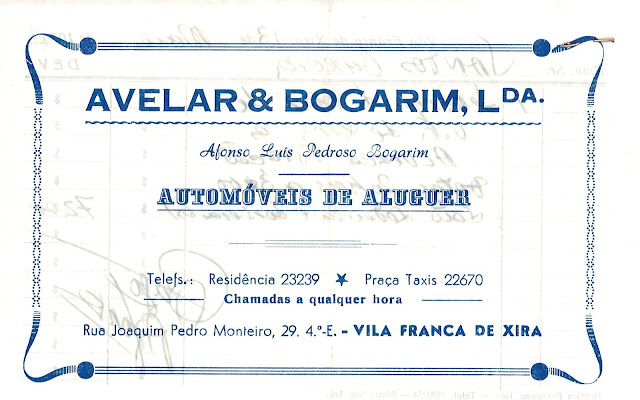 AVELAR & BOGARIM, LDA.
Afonso Luís Pedroso Bogarim
AUTOMÓVEIS DE ALUGUER
Telefs.: Residência 23239 ★ Praça Taxis 22670
Chamadas a qualquer hora
Rua Joaquim Pedro Monteiro, 29. 4.º-E. - VILA FRANCA DE XIRA